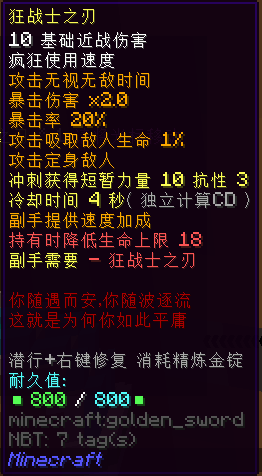 狂战士之刃
10 基础近战伤害
疯狂使用速度
攻击无视无敌时间
暴击伤害 x2.0
暴击率 20%
攻击吸取敌人生命 1%
攻击定身敌人
冲刺获得短暂力量 10 抗性 3
冷却时间 4 秒( 独立计算CD )
副手提供速度加成
持有时降低生命上限 18
副手需要 - 狂战士之刃
你随遇而安,你随波逐流
这就是为何你如此平庸
潜行+右键修复 消耗精炼金锭
耐久值:
800 / 800
minecraft:golden_sword
NBT: 7 tag(s)
Minecraft